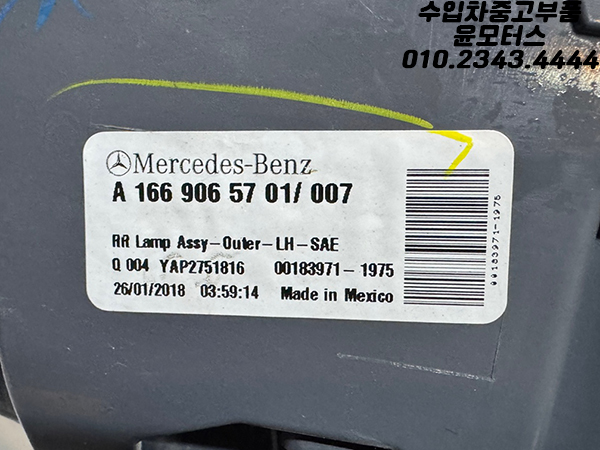 수입차중고부품
윤모터스
010.2343.4444
Mercedes-Benz
A 166 906 57 01/ 007
RR Lamp Assy-Outer-LH-SAE
Q 004 YAP2751816 00183971-1975
26/01/2018 03:59:14 Made in Mexico
00183971-1975